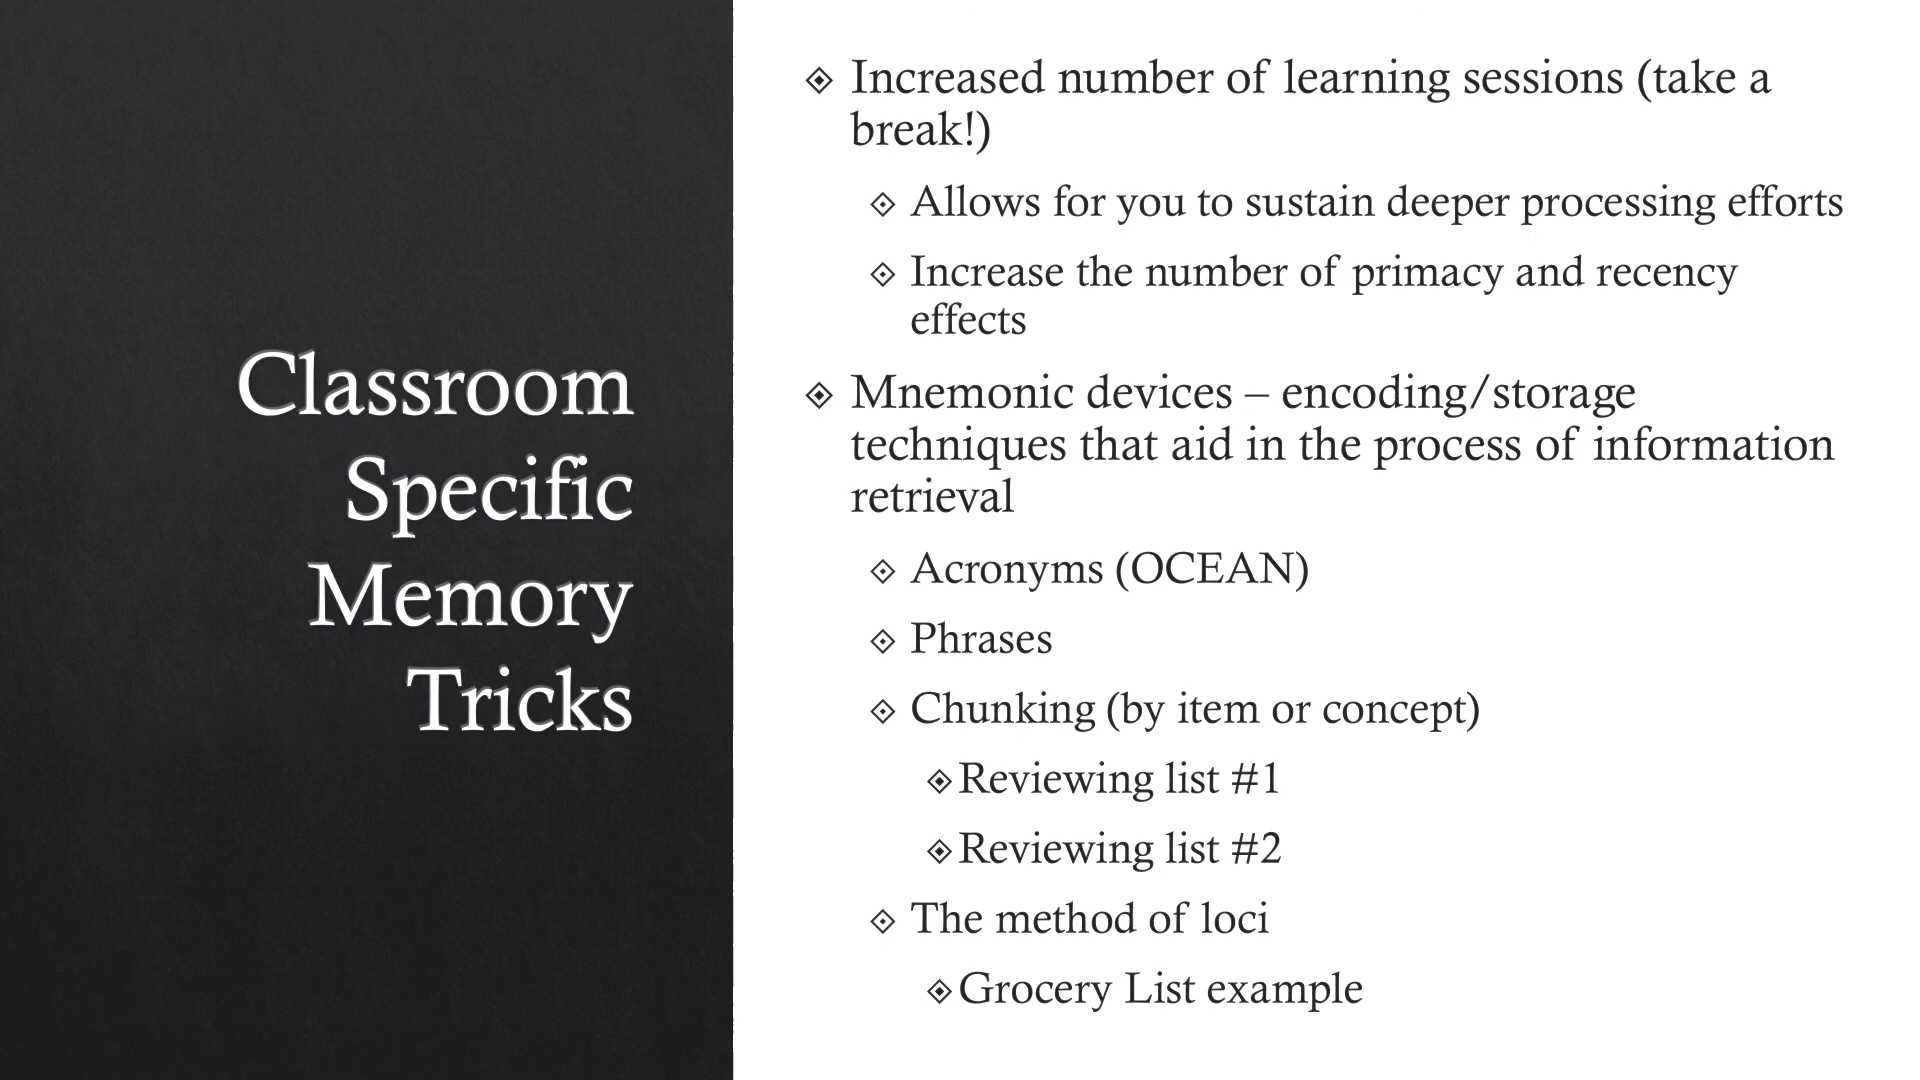 Classroom
Specific
Memory
Tricks
Increased number of learning sessions (take a
break!)
Allows for you to sustain deeper processing efforts
Increase the number of primacy and recency
effects
Mnemonic devices – encoding/storage
techniques that aid in the process of information
retrieval
Acronyms (OCEAN)
Phrases
Chunking (by item or concept)
Reviewing list #1
Reviewing list #2
The method of loci
Grocery List example